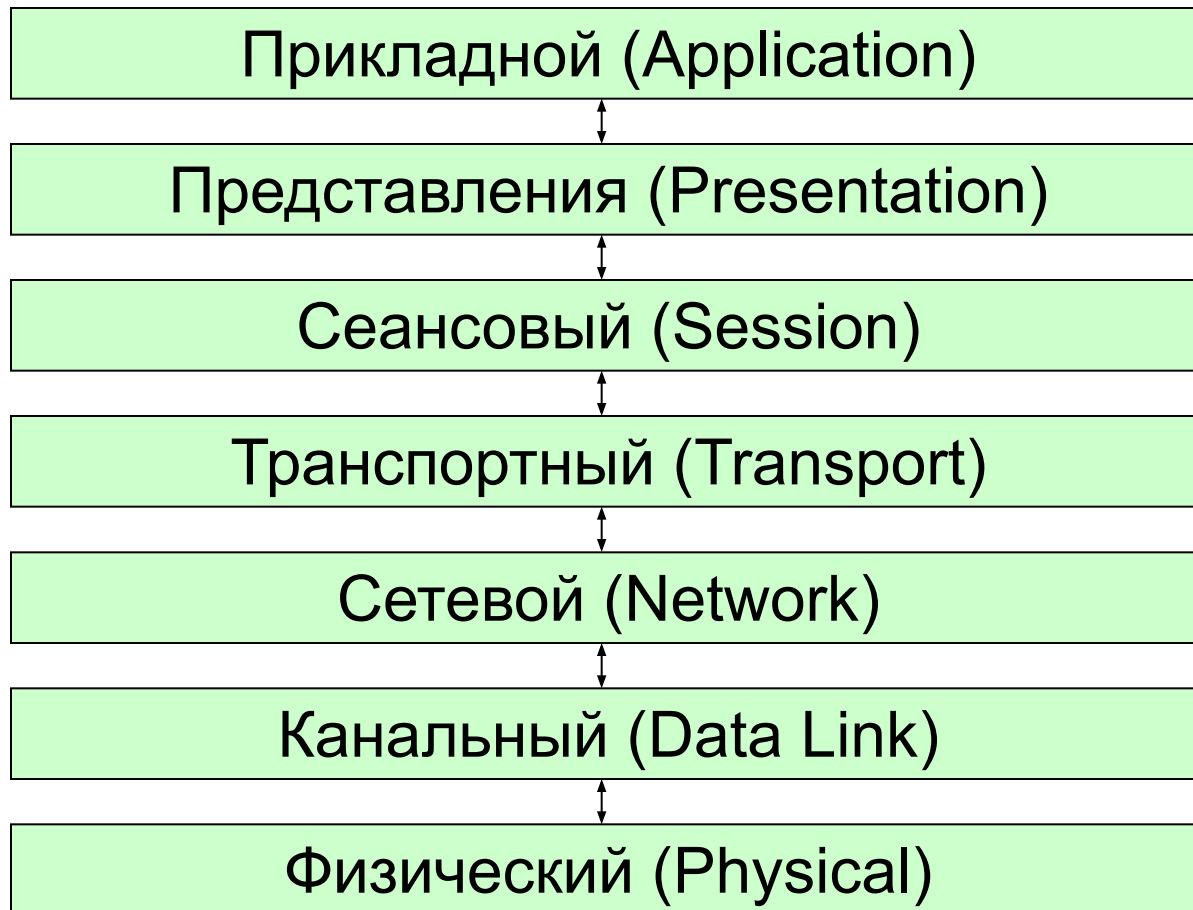 Прикладной (Application)
Представления (Presentation)
Сеансовый (Session)
Транспортный (Transport)
Сетевой (Network)
Канальный (Data Link)
Физический (Physical)